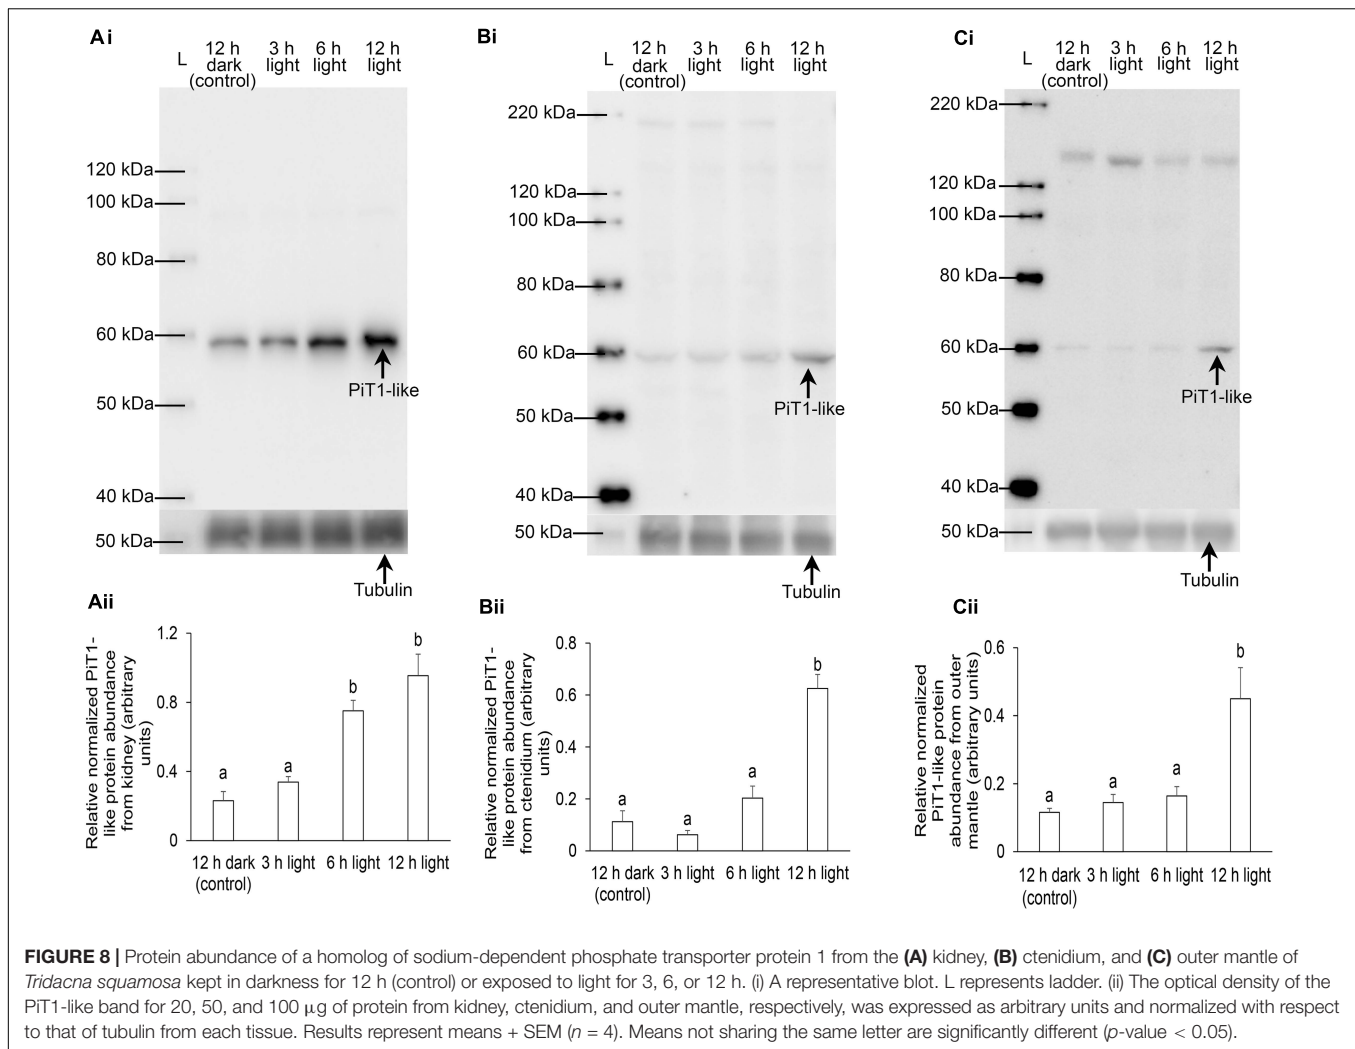 Ai
L
12 h
dark
(control)
3 h
light
6 h
light
12 h
light
120 kDa
100 kDa
80 kDa
60 kDa
PiT1-like
50 kDa
40 kDa
50 kDa
Tubulin
Bi
L
12 h
dark
(control)
3 h
light
6 h
light
12 h
light
220 kDa
120 kDa
100 kDa
80 kDa
60 kDa
PiT1-like
50 kDa
40 kDa
50 kDa
Tubulin
Ci
L
12 h
dark
(control)
3 h
light
6 h
light
12 h
light
220 kDa
120 kDa
100 kDa
80 kDa
60 kDa
PiT1-like
50 kDa
40 kDa
50 kDa
Tubulin
Aii
Relative normalized PiT1-
like protein abundance
from kidney (arbitrary
units)
1.2
0.8
0.4
0
a
a
b
b
12 h dark
(control)
3 h light
6 h light
12 h light
Bii
Relative normalized PiT1-
like protein abundance
from ctenidium (arbitrary
units)
0.8
0.6
0.4
0.2
0
a
a
a
b
12 h dark
(control)
3 h light
6 h light
12 h light
Cii
Relative normalized
PiT1-like protein
abundance from outer
mantle (arbitrary units)
0.6
0.4
0.2
0
a
a
a
b
12 h dark
(control)
3 h light
6 h light
12 h light
FIGURE 8 | Protein abundance of a homolog of sodium-dependent phosphate transporter protein 1 from the (A) kidney, (B) ctenidium, and (C) outer mantle of
Tridacna squamosa kept in darkness for 12 h (control) or exposed to light for 3, 6, or 12 h. (i) A representative blot. L represents ladder. (ii) The optical density of the
PiT1-like band for 20, 50, and 100 μg of protein from kidney, ctenidium, and outer mantle, respectively, was expressed as arbitrary units and normalized with respect
to that of tubulin from each tissue. Results represent means + SEM (n = 4). Means not sharing the same letter are significantly different (p-value < 0.05).